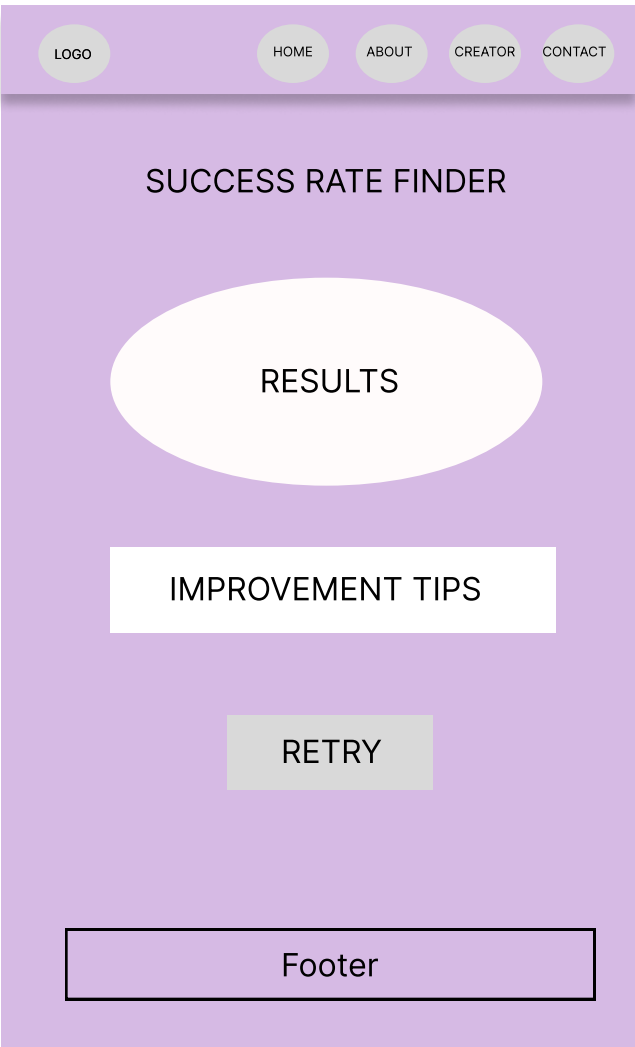 LOGO
HOME
ABOUT
CREATOR
CONTACT
SUCCESS RATE FINDER
RESULTS
IMPROVEMENT TIPS
RETRY
Footer